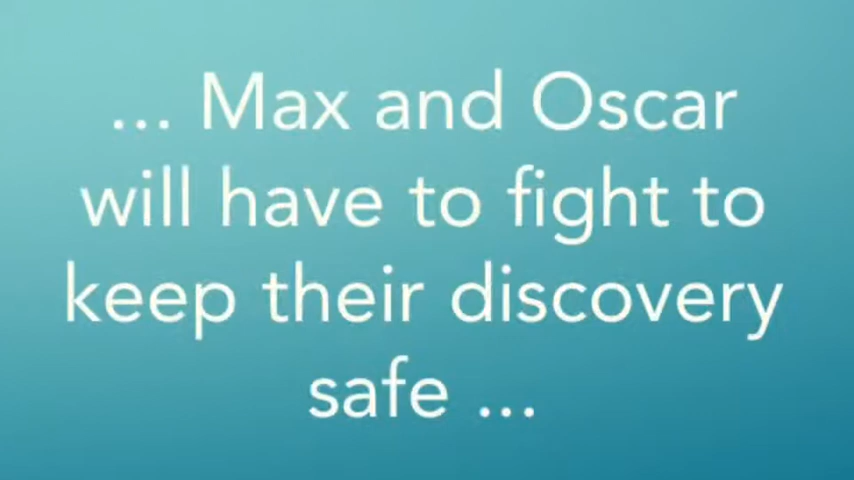 ... Max and Oscar
will have to fight to
keep their discovery
safe ...